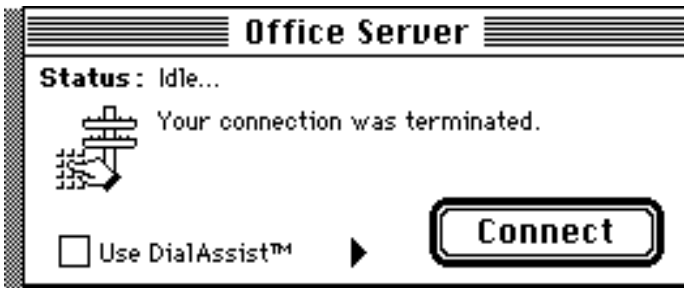 Office Server
Status: Idle...
Your connection was terminated.
Use DialAssist™
Connect